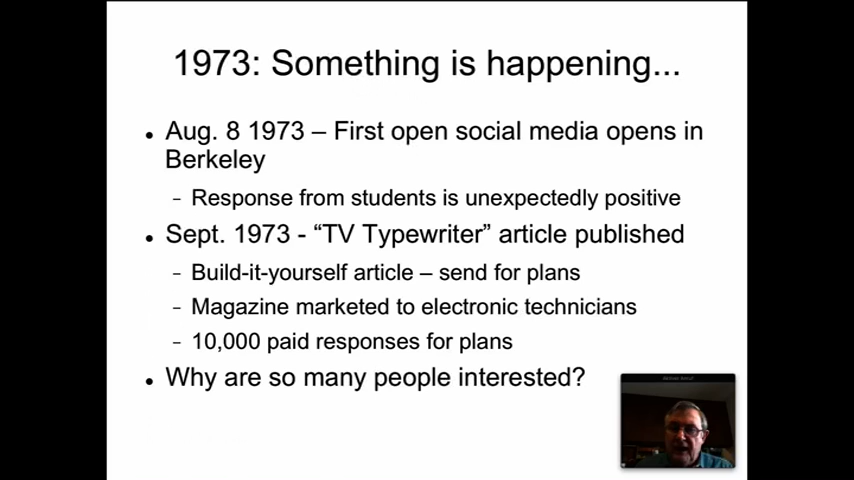 1973: Something is happening...
• Aug. 8 1973 – First open social media opens in
Berkeley
– Response from students is unexpectedly positive
• Sept. 1973 - “TV Typewriter” article published
– Build-it-yourself article – send for plans
– Magazine marketed to electronic technicians
– 10,000 paid responses for plans
• Why are so many people interested?